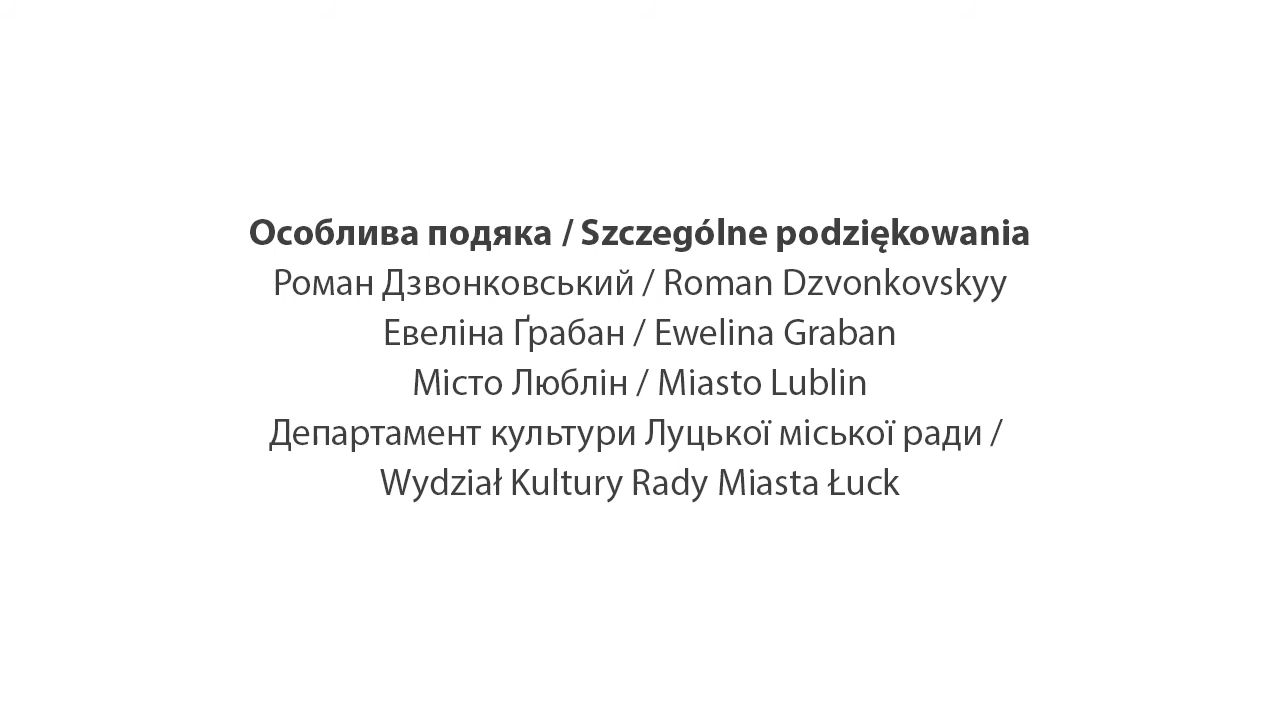 Особлива подяка / Szczególne podziękowania
Роман Дзвонковський / Roman Dzvonkovskyy
Евеліна Ґрабан / Ewelina Graban
Місто Люблін / Miasto Lublin
Департамент культури Луцької міської ради /
Wydział Kultury Rady Miasta Łuck